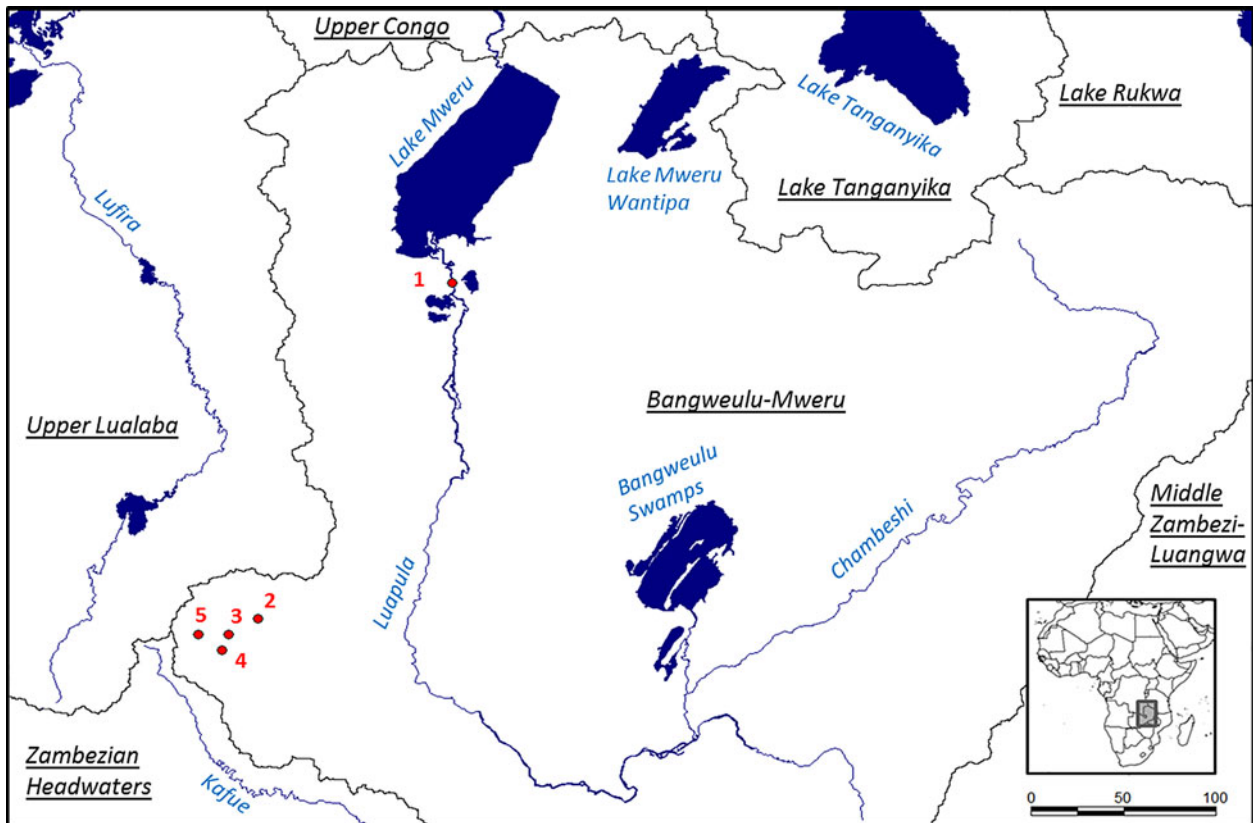 Upper Congo
Lake Mweru
Lake Tanganyika
Lake Rukwa
Lake Mweru
Wantipa
Lake Tanganyika
Lufira
1
Upper Lualaba
Bangweulu-Mweru
Bangweulu
Swamps
Chambeshi
Middle
Zambezi-
Luangwa
Luapula
2
5
3
4
Zambezian
Headwaters
Kafue
0
50
100